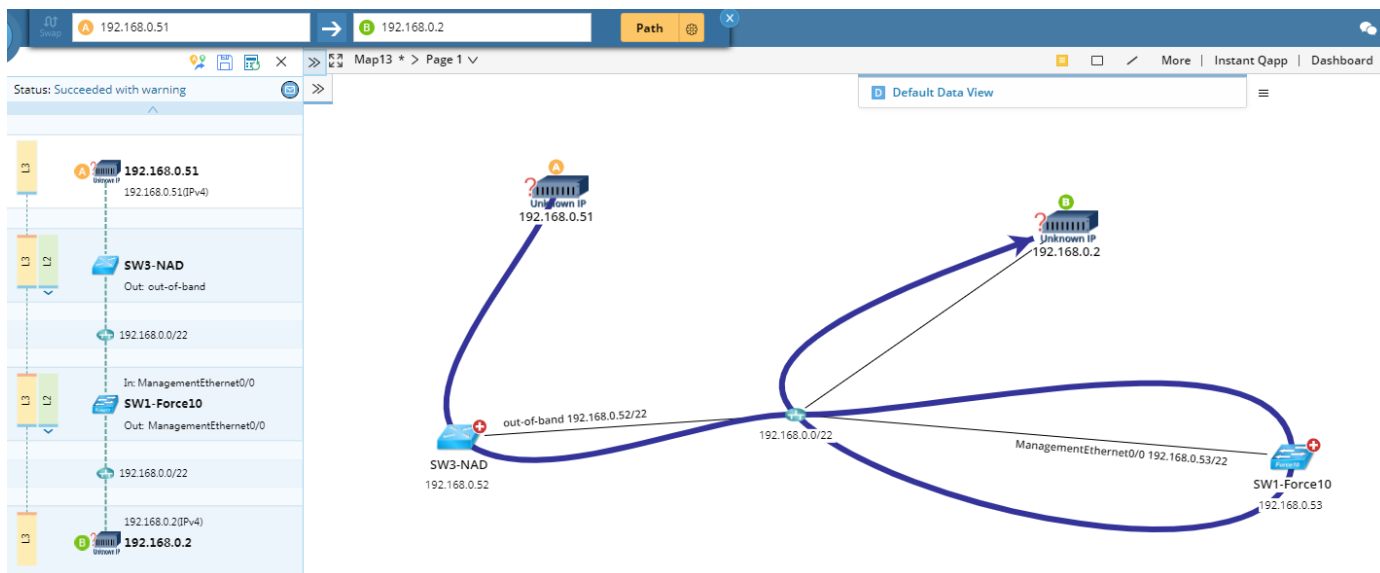 Swap
A 192.168.0.51
B 192.168.0.2
Path
Map13 * > Page 1
More | Instant Qapp | Dashboard
Status: Succeeded with warning
D Default Data View
L3
A ? Unknown IP
192.168.0.51
192.168.0.51(IPv4)
L3 L2
SW3-NAD
Out: out-of-band
192.168.0.0/22
L3 L2
In: ManagementEthernet0/0
Force10
SW1-Force10
Out: ManagementEthernet0/0
192.168.0.0/22
L3
192.168.0.2(IPv4)
B ? Unknown IP
192.168.0.2
A
? Unknown IP
192.168.0.51
B
? Unknown IP
192.168.0.2
out-of-band 192.168.0.52/22
192.168.0.0/22
ManagementEthernet0/0 192.168.0.53/22
SW3-NAD
192.168.0.52
Force10
SW1-Force10
192.168.0.53